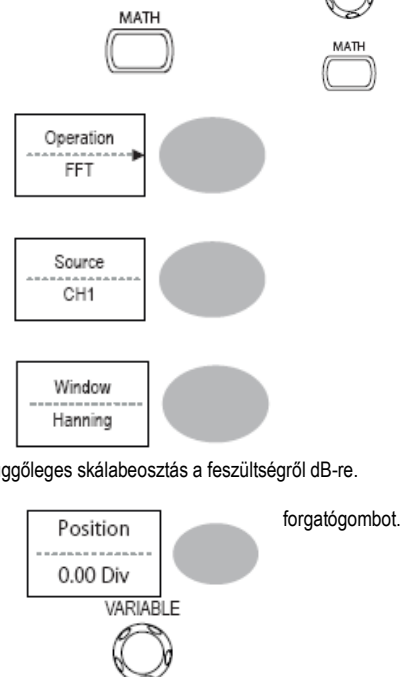 MATH
MATH
Operation
FFT
Source
CH1
Window
Hanning
ggőleges skálabeosztás a feszültségről dB-re.
Position
0.00 Div
forgatógombot.
VARIABLE